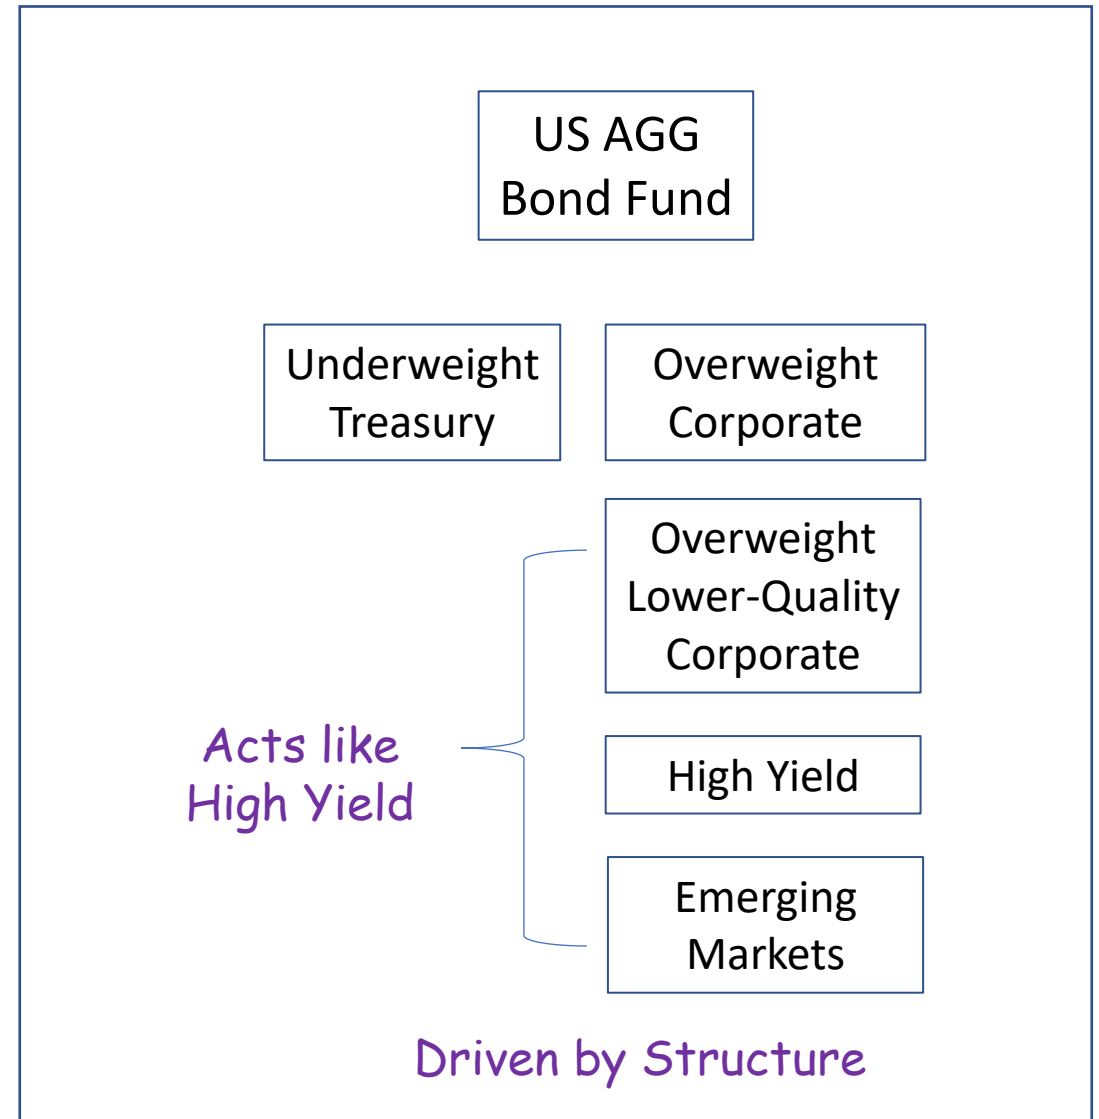 US AGG
Bond Fund
Underweight
Treasury
Overweight
Corporate
Overweight
Lower-Quality
Corporate
Acts like
High Yield
High Yield
Emerging
Markets
Driven by Structure